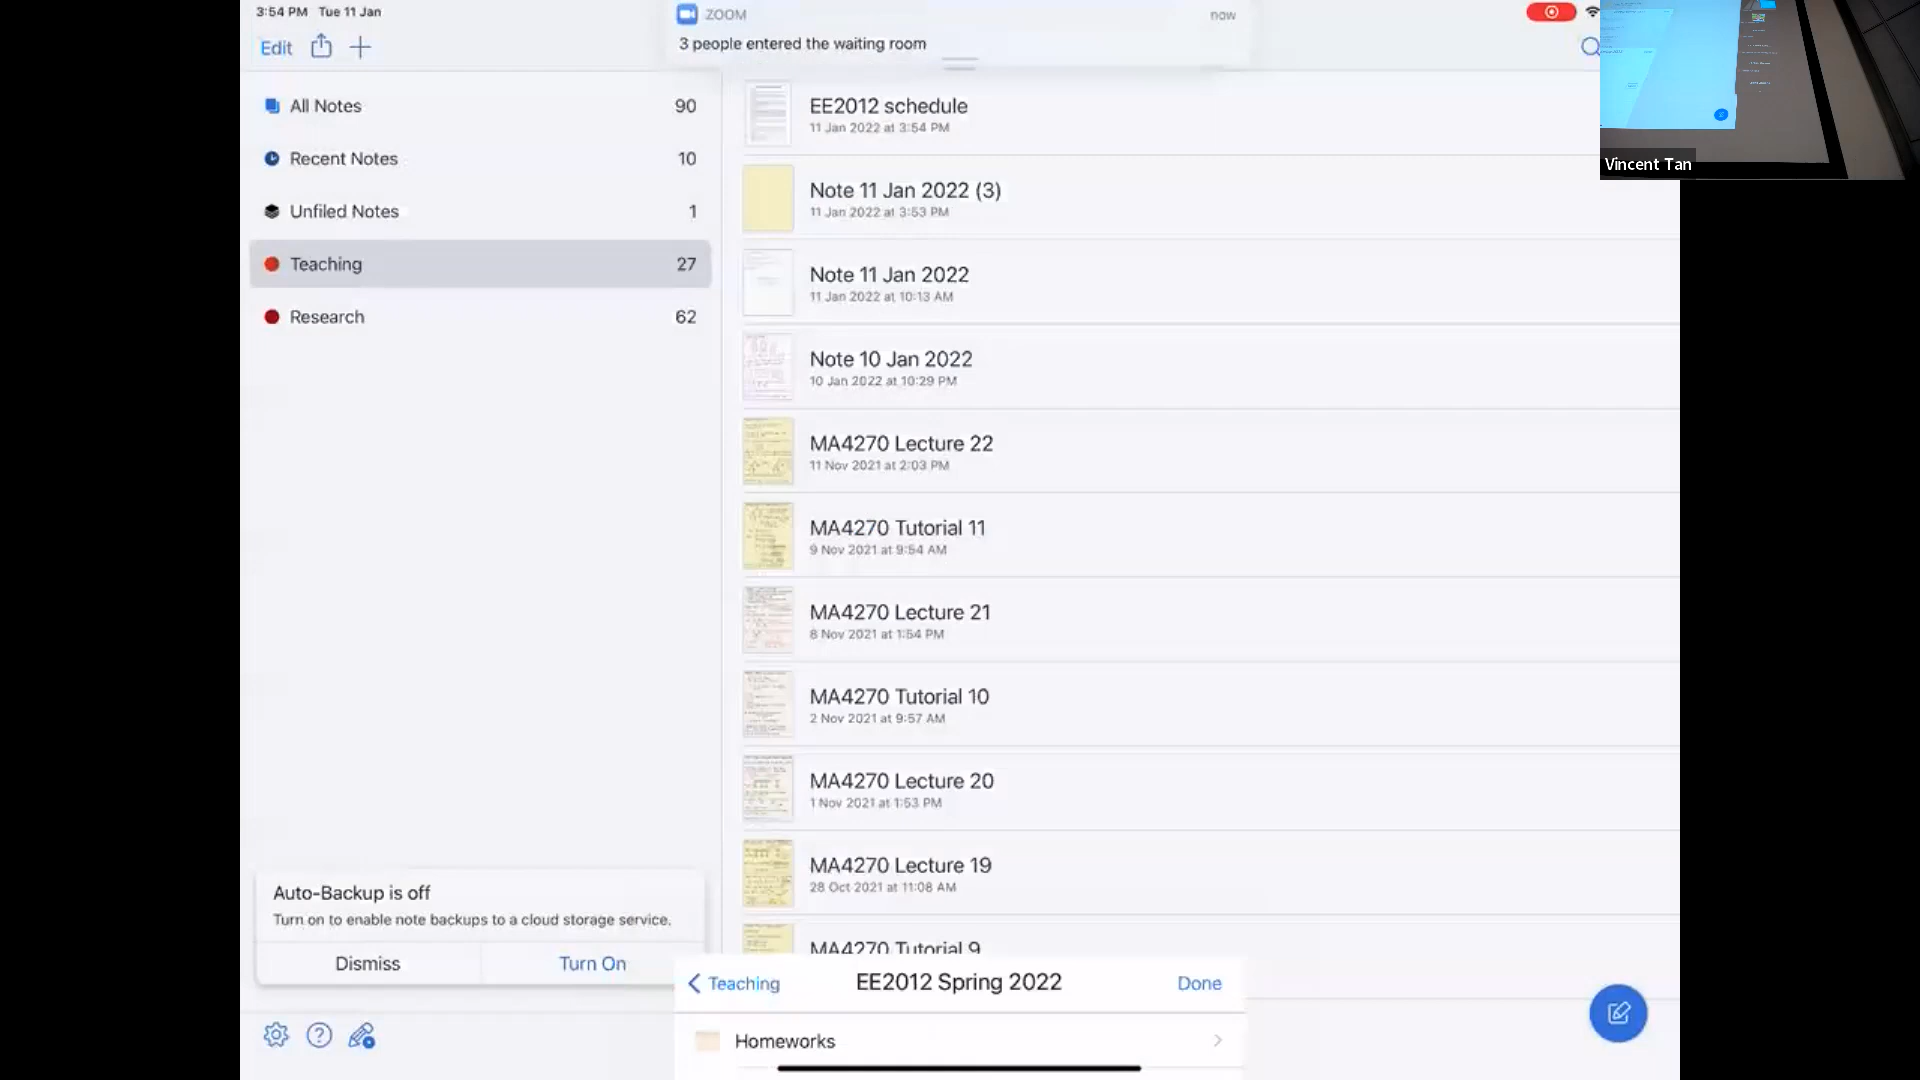 3:54 PM Tue 11 Jan
ZOOM
now
3 people entered the waiting room
Edit
All Notes 90
Recent Notes 10
Unfiled Notes 1
Teaching 27
Research 62
EE2012 schedule
11 Jan 2022 at 3:54 PM
Note 11 Jan 2022 (3)
11 Jan 2022 at 3:53 PM
Note 11 Jan 2022
11 Jan 2022 at 10:13 AM
Note 10 Jan 2022
10 Jan 2022 at 10:29 PM
MA4270 Lecture 22
11 Nov 2021 at 2:03 PM
MA4270 Tutorial 11
9 Nov 2021 at 9:54 AM
MA4270 Lecture 21
8 Nov 2021 at 1:54 PM
MA4270 Tutorial 10
2 Nov 2021 at 9:57 AM
MA4270 Lecture 20
1 Nov 2021 at 1:53 PM
MA4270 Lecture 19
28 Oct 2021 at 11:08 AM
MA4270 Tutorial 9
Auto-Backup is off
Turn on to enable note backups to a cloud storage service.
Dismiss
Turn On
Teaching
EE2012 Spring 2022
Done
Homeworks
Vincent Tan